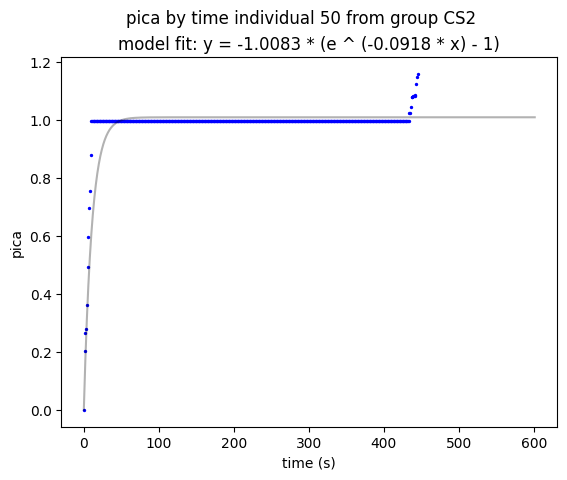 pica by time individual 50 from group CS2
model fit: y = -1.0083 * (e ^ (-0.0918 * x) - 1)
1.2
1.0
0.8
0.6
0.4
0.2
0.0
pica
0 100 200 300 400 500 600
time (s)